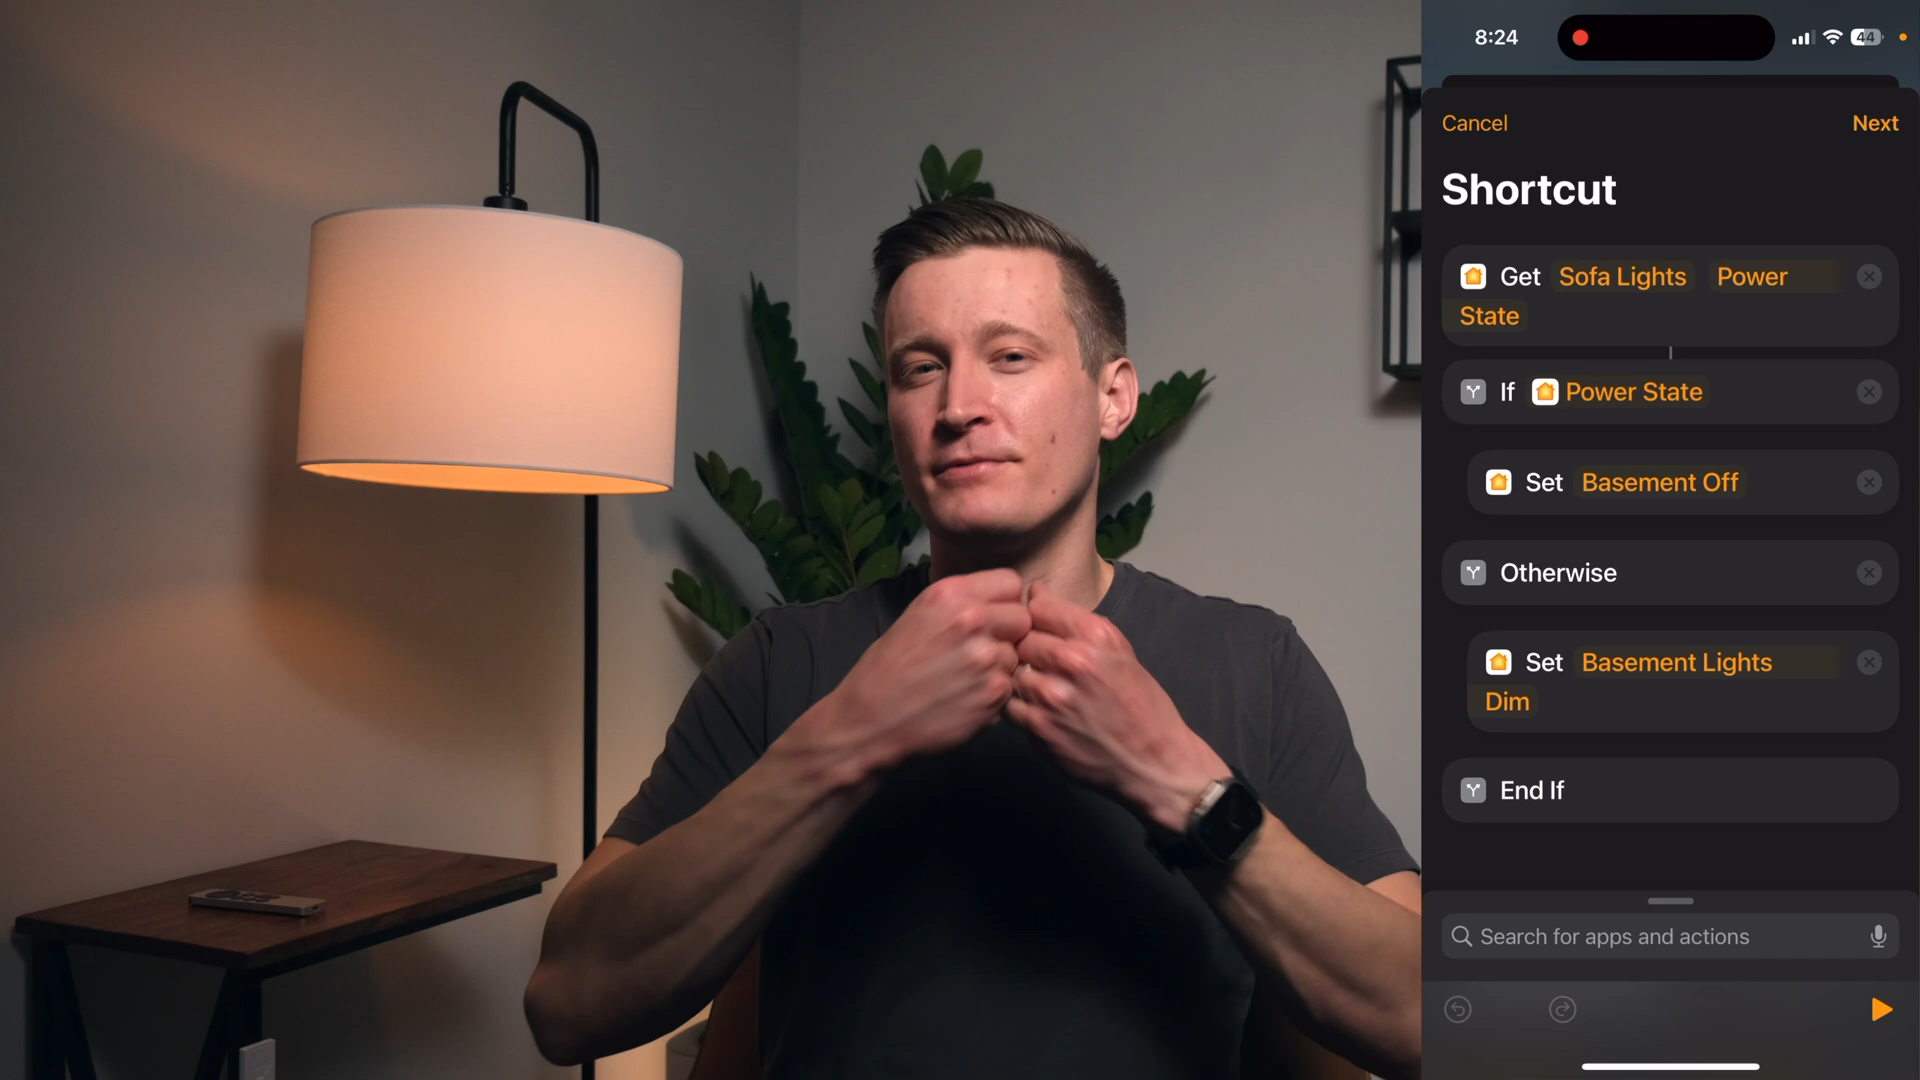 8:24
44
Cancel
Next
Shortcut
Get Sofa Lights Power
State
If Power State
Set Basement Off
Otherwise
Set Basement Lights
Dim
End If
Search for apps and actions